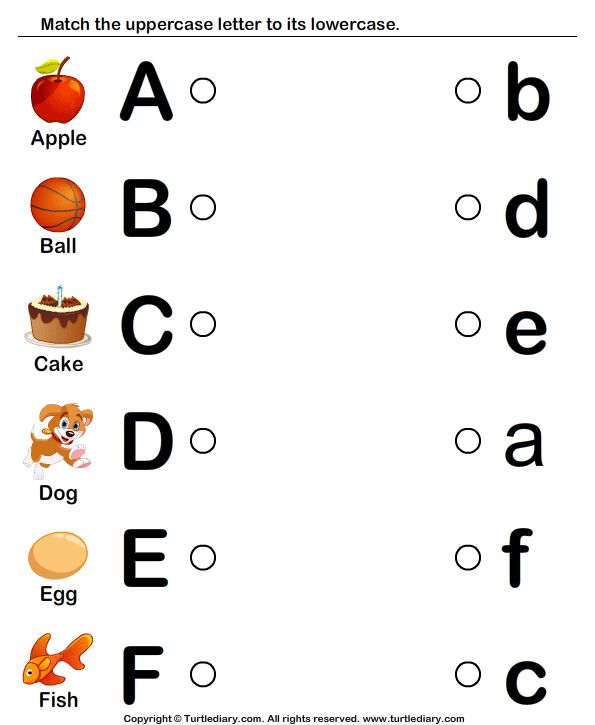 Match the uppercase letter to its lowercase.
A b
Apple
B d
Ball
C e
Cake
D a
Dog
E f
Egg
F c
Fish
Copyright © Turtlediary.com. All rights reserved. www.turtlediary.com